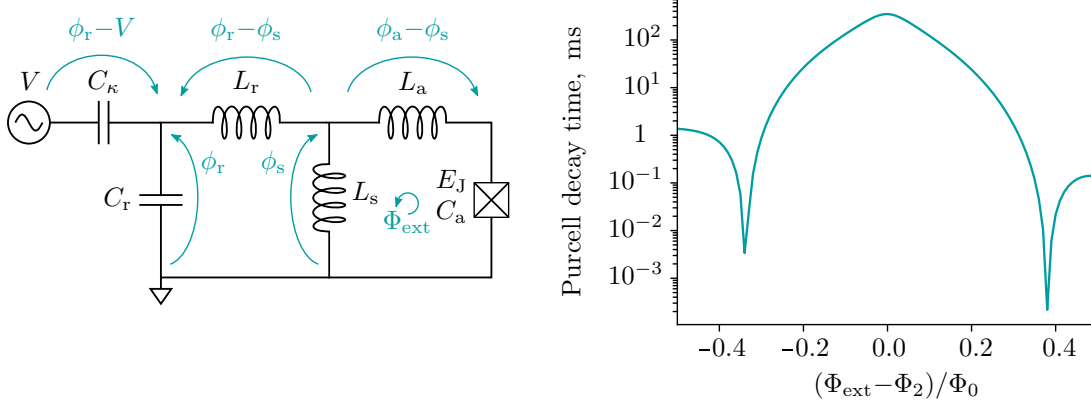 ϕr−V
ϕr−ϕs
ϕa−ϕs
V
Cκ
Lr
La
ϕr
ϕs
Cr
Ls
Φext
EJ
Ca
Purcell decay time, ms
10²
10¹
1
10⁻¹
10⁻²
10⁻³
−0.4
−0.2
0.0
0.2
0.4
(Φext−Φ2)/Φ0